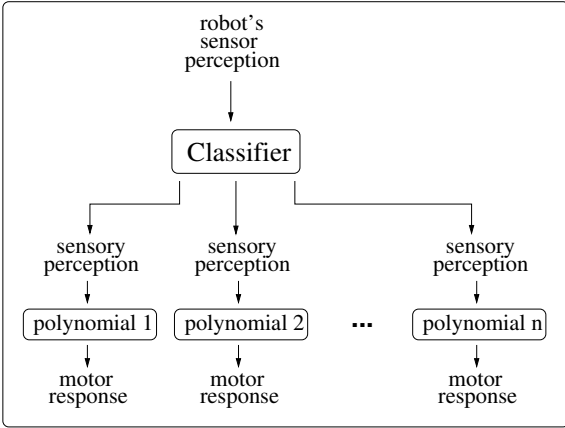 robot's
sensor
perception
Classifier
sensory
perception
sensory
perception
sensory
perception
polynomial 1
polynomial 2
...
polynomial n
motor
response
motor
response
motor
response